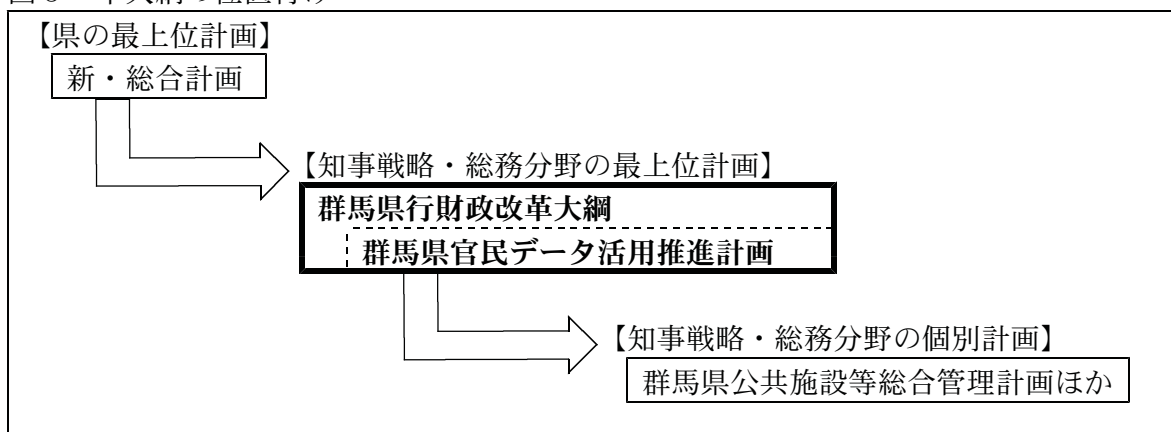 【県の最上位計画】
新・総合計画
【知事戦略・総務分野の最上位計画】
群馬県行財政改革大綱
群馬県官民データ活用推進計画
【知事戦略・総務分野の個別計画】
群馬県公共施設等総合管理計画ほか